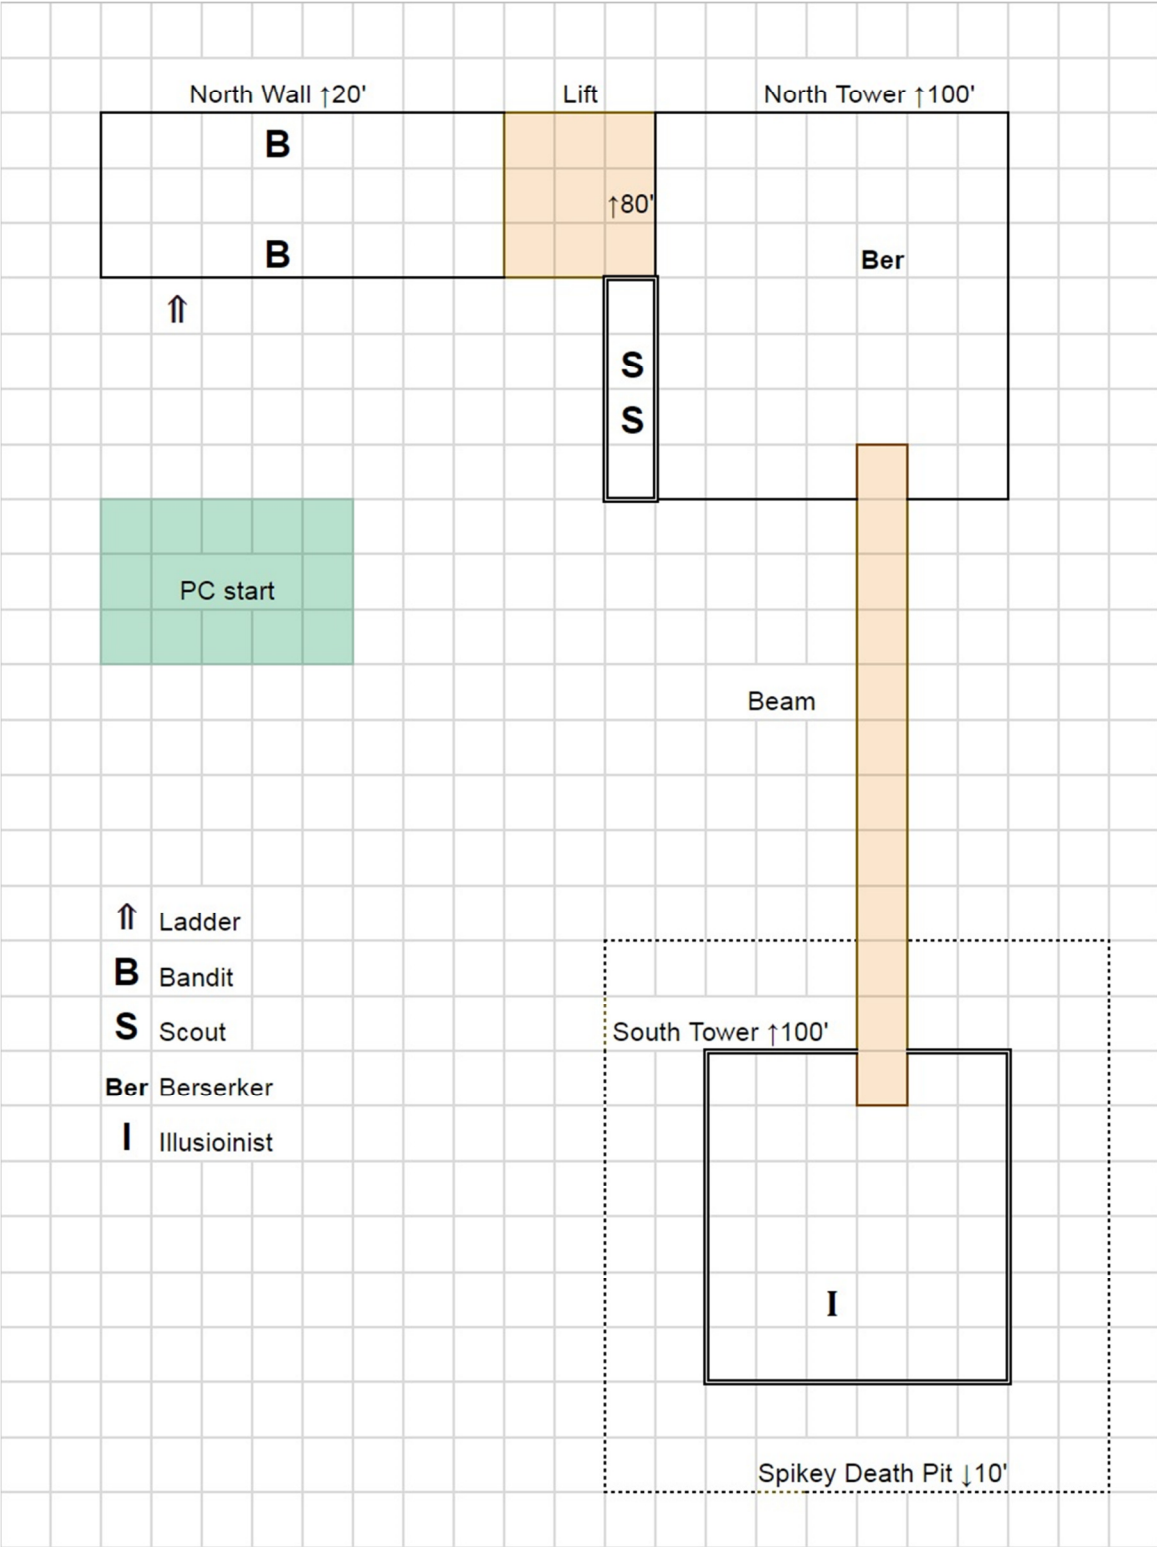 North Wall ↑20' Lift North Tower ↑100'
B
↑80'
B Ber
⇑
S
S
PC start
Beam
⇑ Ladder
B Bandit
S Scout
South Tower ↑100'
Ber Berserker
I Illusioinist
I
Spikey Death Pit ↓10'